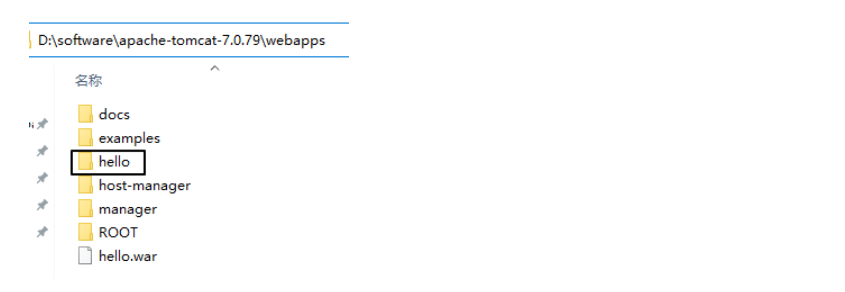 D:\software\apache-tomcat-7.0.79\webapps
名称
docs
examples
hello
host-manager
manager
ROOT
hello.war